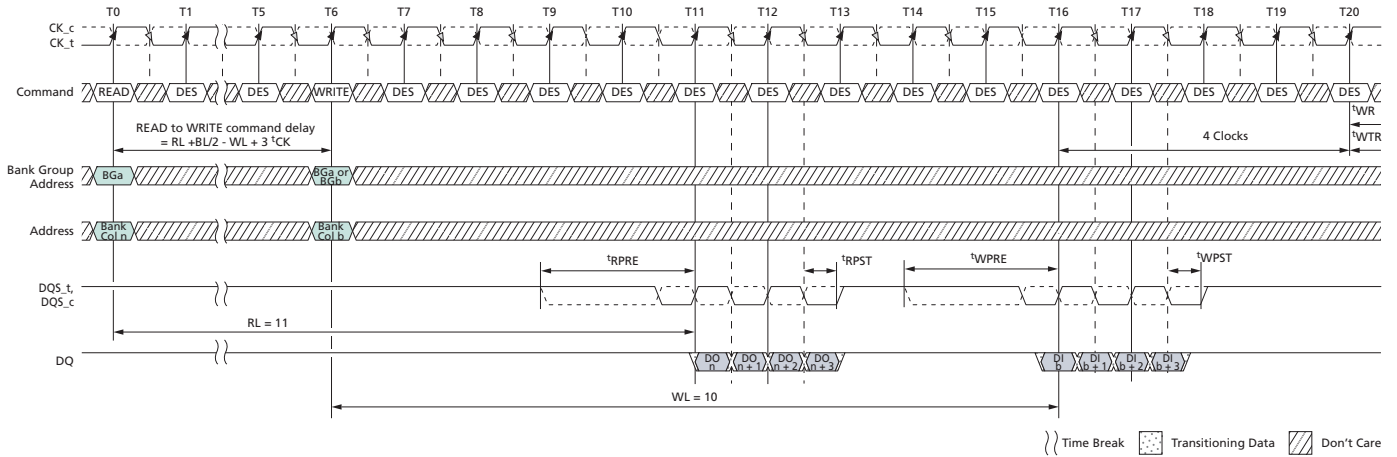 T0 T1 T5 T6 T7 T8 T9 T10 T11 T12 T13 T14 T15 T16 T17 T18 T19 T20
CK_c
CK_t
Command READ DES DES WRITE DES DES DES DES DES DES DES DES DES DES DES DES DES DES
tWR
READ to WRITE command delay
= RL +BL/2 - WL + 3 tCK
4 Clocks
tWTR
Bank Group
Address
BGa
BGa or
BGb
Address
Bank
Col n
Bank
Col b
tRPRE tRPST tWPRE tWPST
DQS_t,
DQS_c
RL = 11
DQ
DO
n
DO
n + 1
DO
n + 2
DO
n + 3
DI
b
DI
b + 1
DI
b + 2
DI
b + 3
WL = 10
Time Break Transitioning Data Don't Care